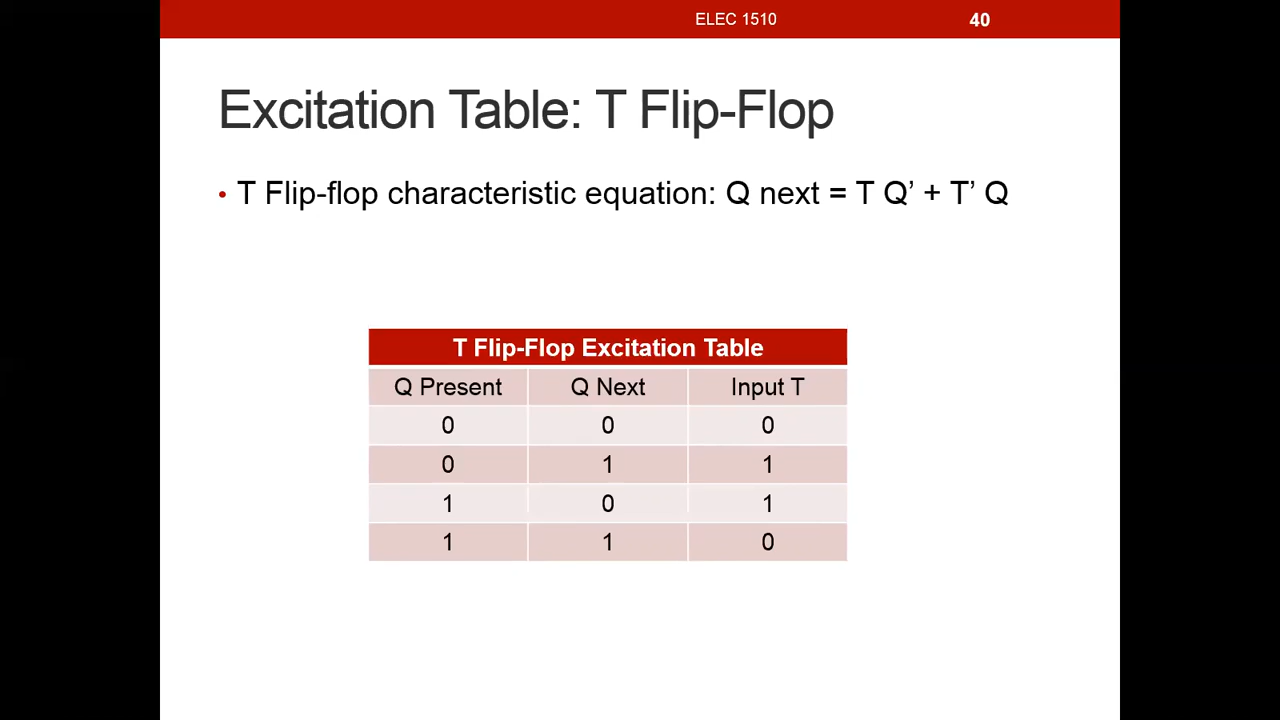 ELEC 1510 40
Excitation Table: T Flip-Flop
• T Flip-flop characteristic equation: Q next = T Q’ + T’ Q
T Flip-Flop Excitation Table
Q Present Q Next Input T
0 0 0
0 1 1
1 0 1
1 1 0